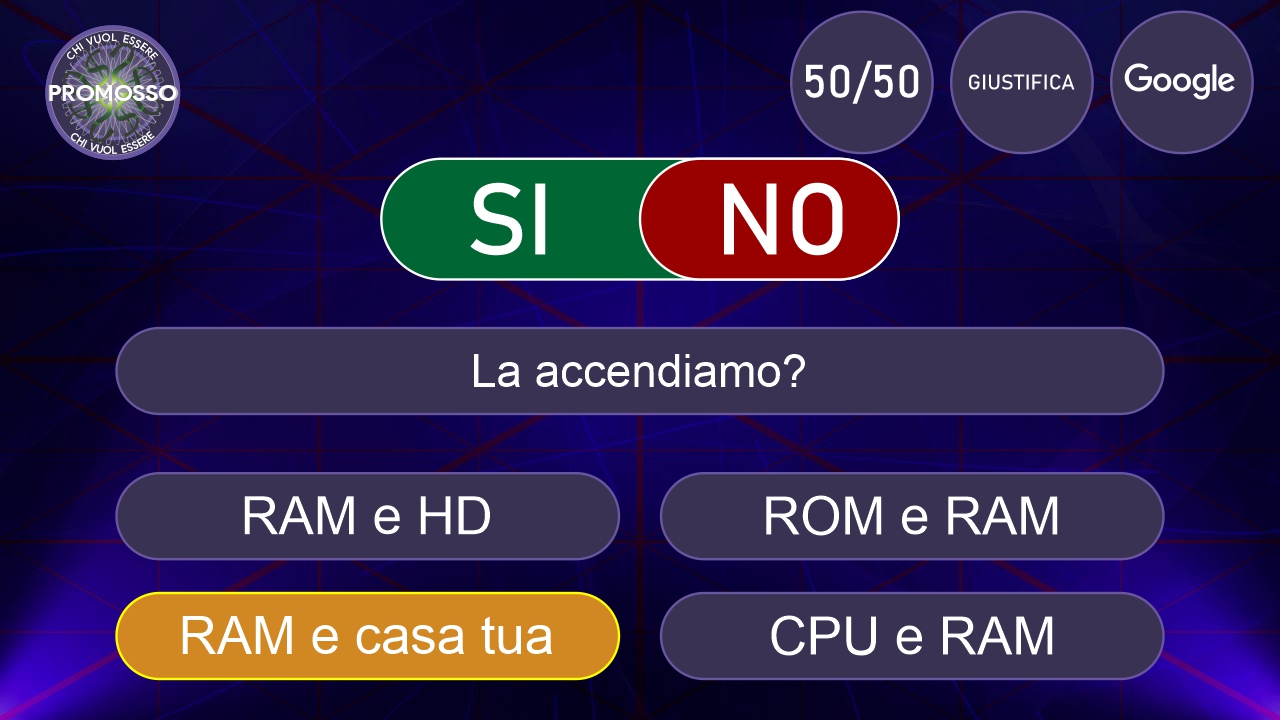 CHI VUOL ESSERE
PROMOSSO
CHI VUOL ESSERE
50/50
GIUSTIFICA
Google
SI
NO
La accendiamo?
RAM e HD
ROM e RAM
RAM e casa tua
CPU e RAM